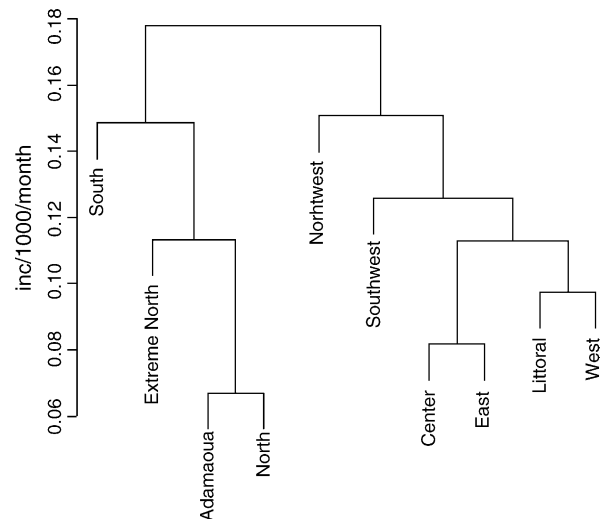 inc/1000/month
0.18
0.16
0.14
0.12
0.10
0.08
0.06
South
Extreme North
Adamaoua
North
Norhtwest
Southwest
Center
East
Littoral
West